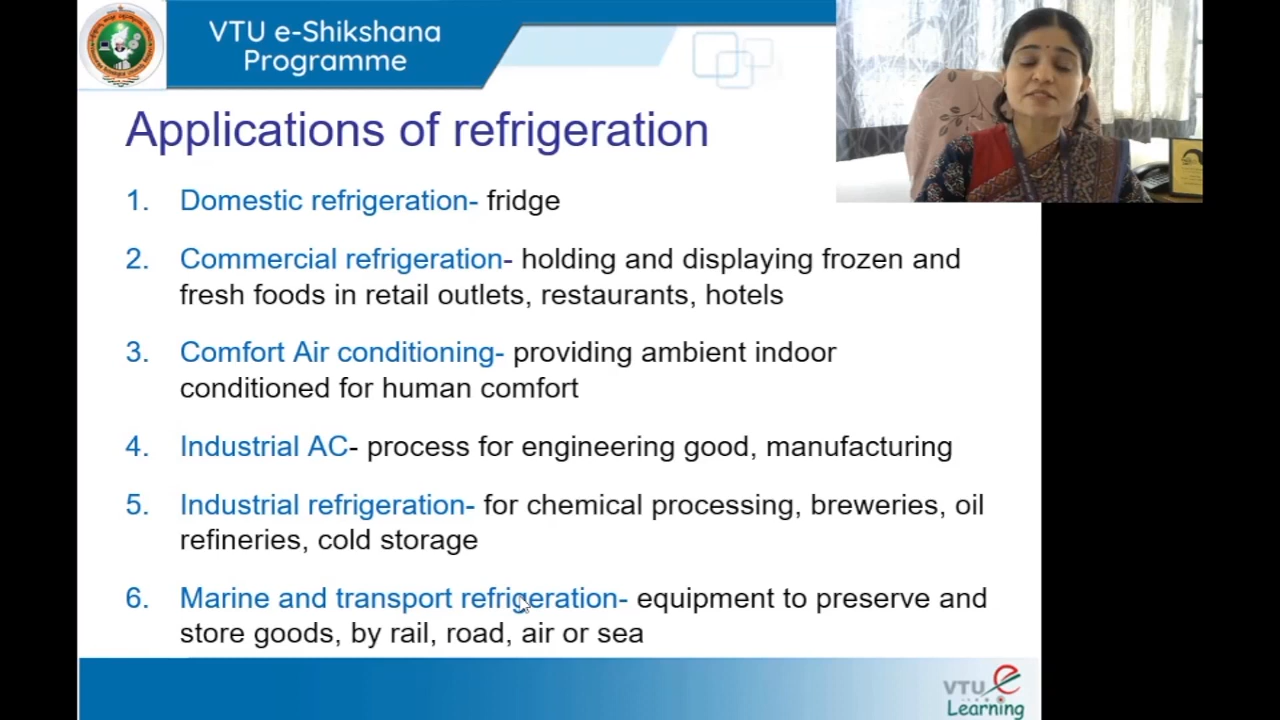 VTU e-Shikshana
Programme
Applications of refrigeration
1. Domestic refrigeration- fridge
2. Commercial refrigeration- holding and displaying frozen and
fresh foods in retail outlets, restaurants, hotels
3. Comfort Air conditioning- providing ambient indoor
conditioned for human comfort
4. Industrial AC- process for engineering good, manufacturing
5. Industrial refrigeration- for chemical processing, breweries, oil
refineries, cold storage
6. Marine and transport refrigeration- equipment to preserve and
store goods, by rail, road, air or sea
VTU e
Learning